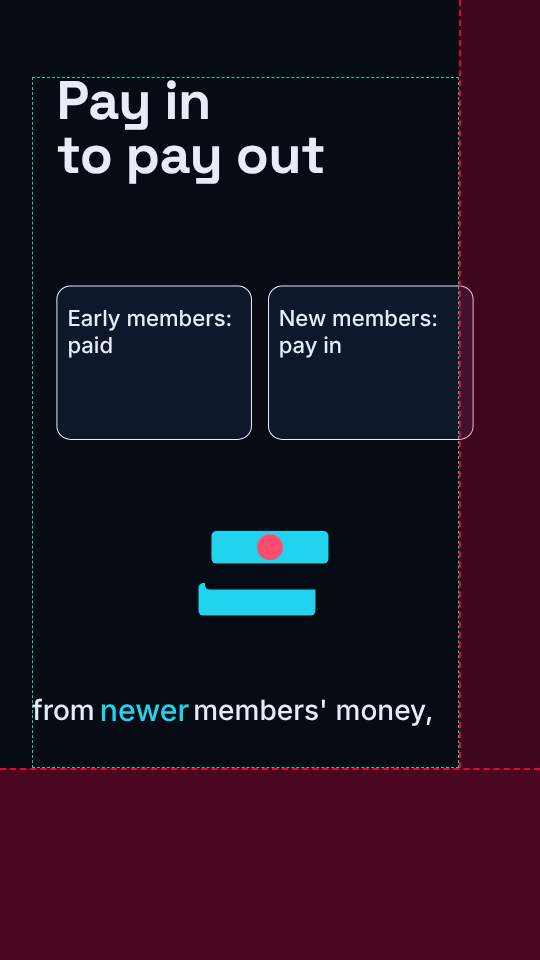 Pay in
to pay out
Early members:
paid
New members:
pay in
from newer members' money,